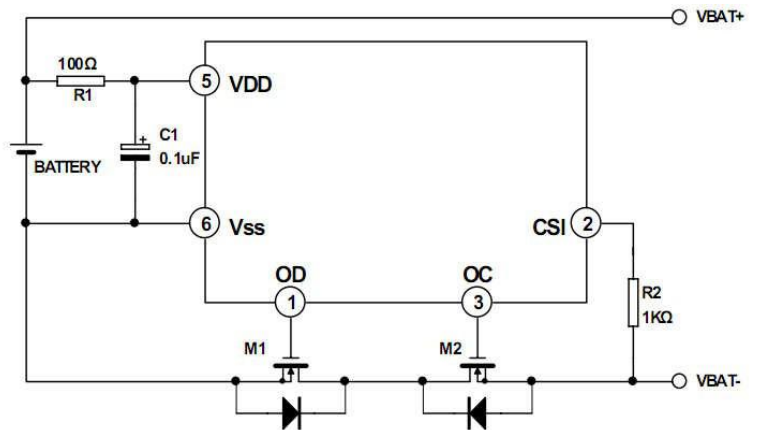 VBAT+
100Ω
R1
5
VDD
C1
+
0.1uF
BATTERY
6
Vss
CSI
2
OD
OC
1
3
R2
1KΩ
M1
M2
VBAT-